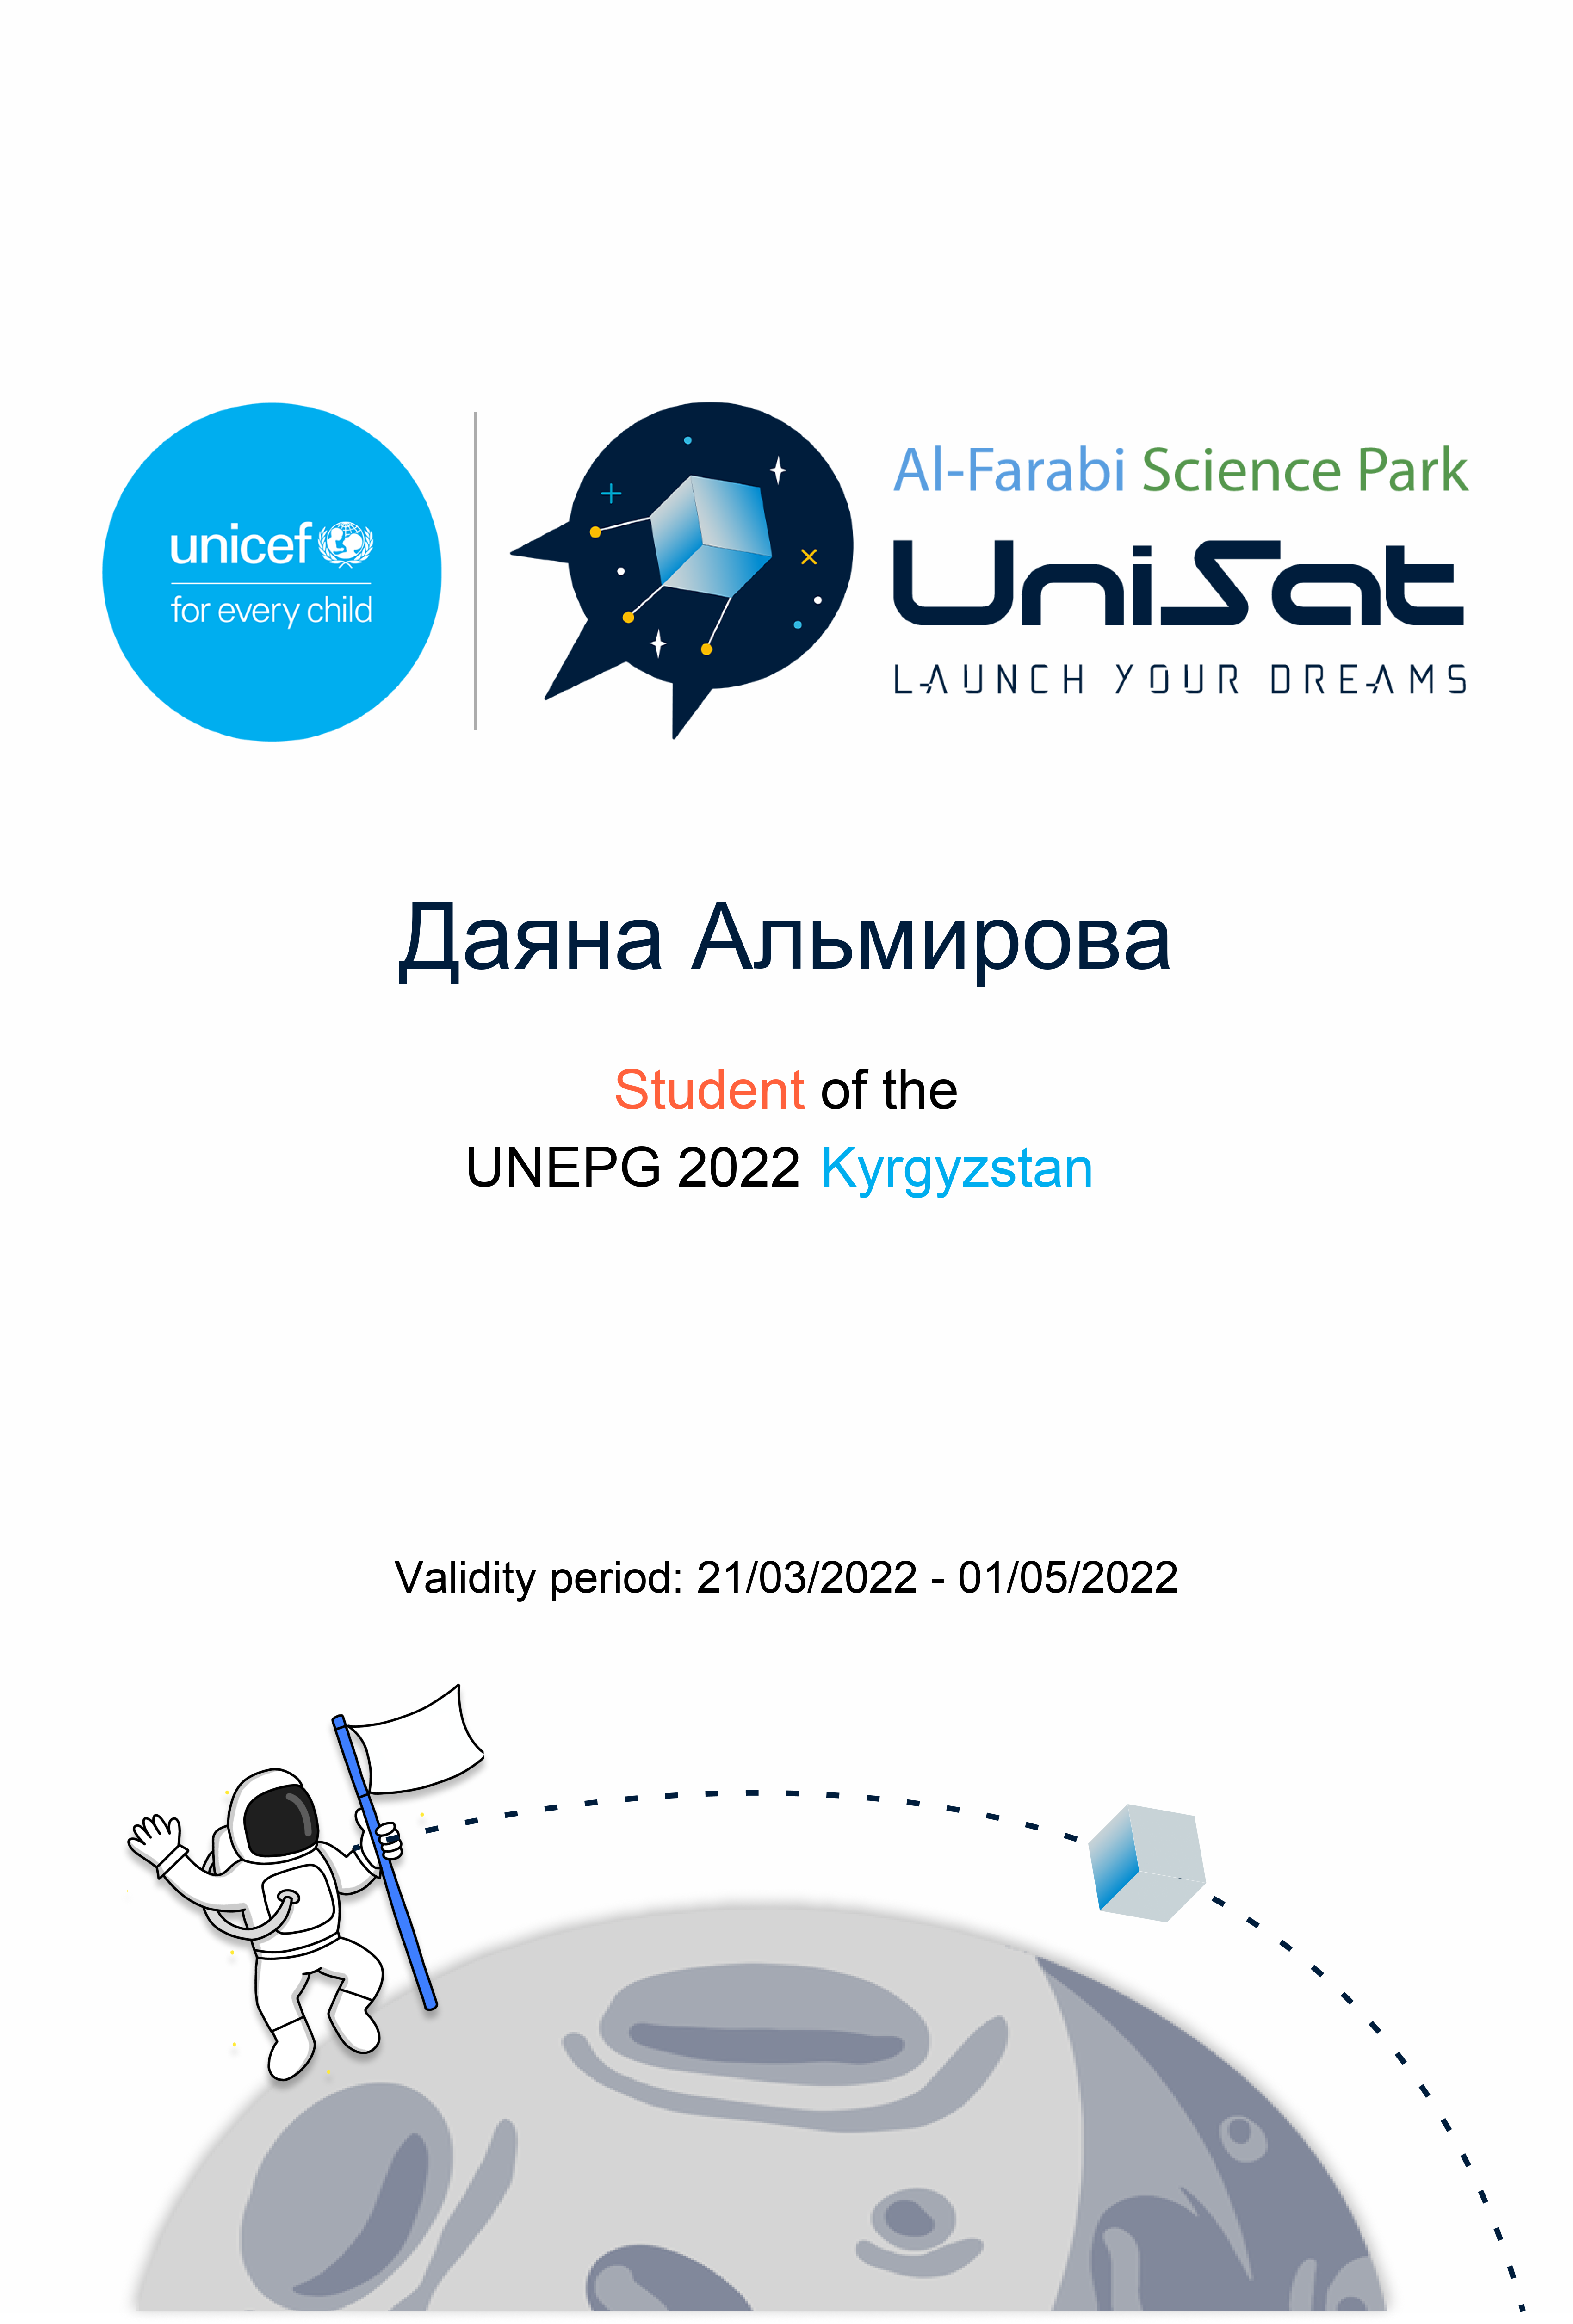 unicef
for every child
Al-Farabi Science Park
UniSat
LAUNCH YOUR DREAMS
Даяна Альмирова
Student of the
UNEPG 2022 Kyrgyzstan
Validity period: 21/03/2022 - 01/05/2022